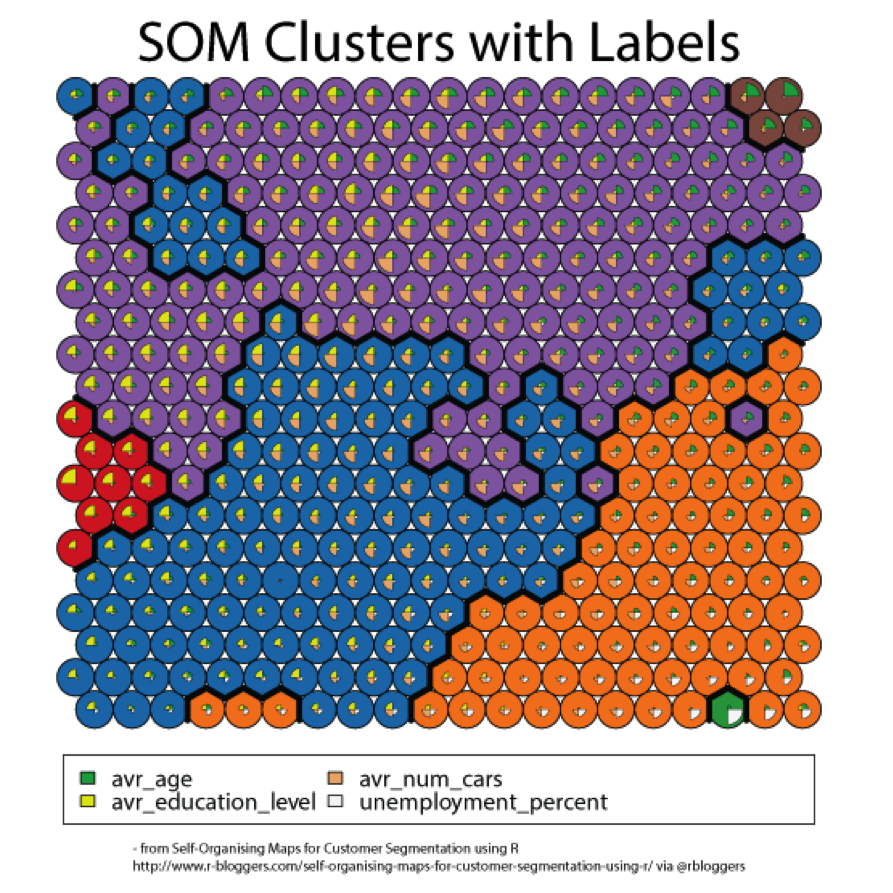 SOM Clusters with Labels
avr_age
avr_num_cars
avr_education_level
unemployment_percent
- from Self-Organising Maps for Customer Segmentation using R
http://www.r-bloggers.com/self-organising-maps-for-customer-segmentation-using-r/ via @rbloggers